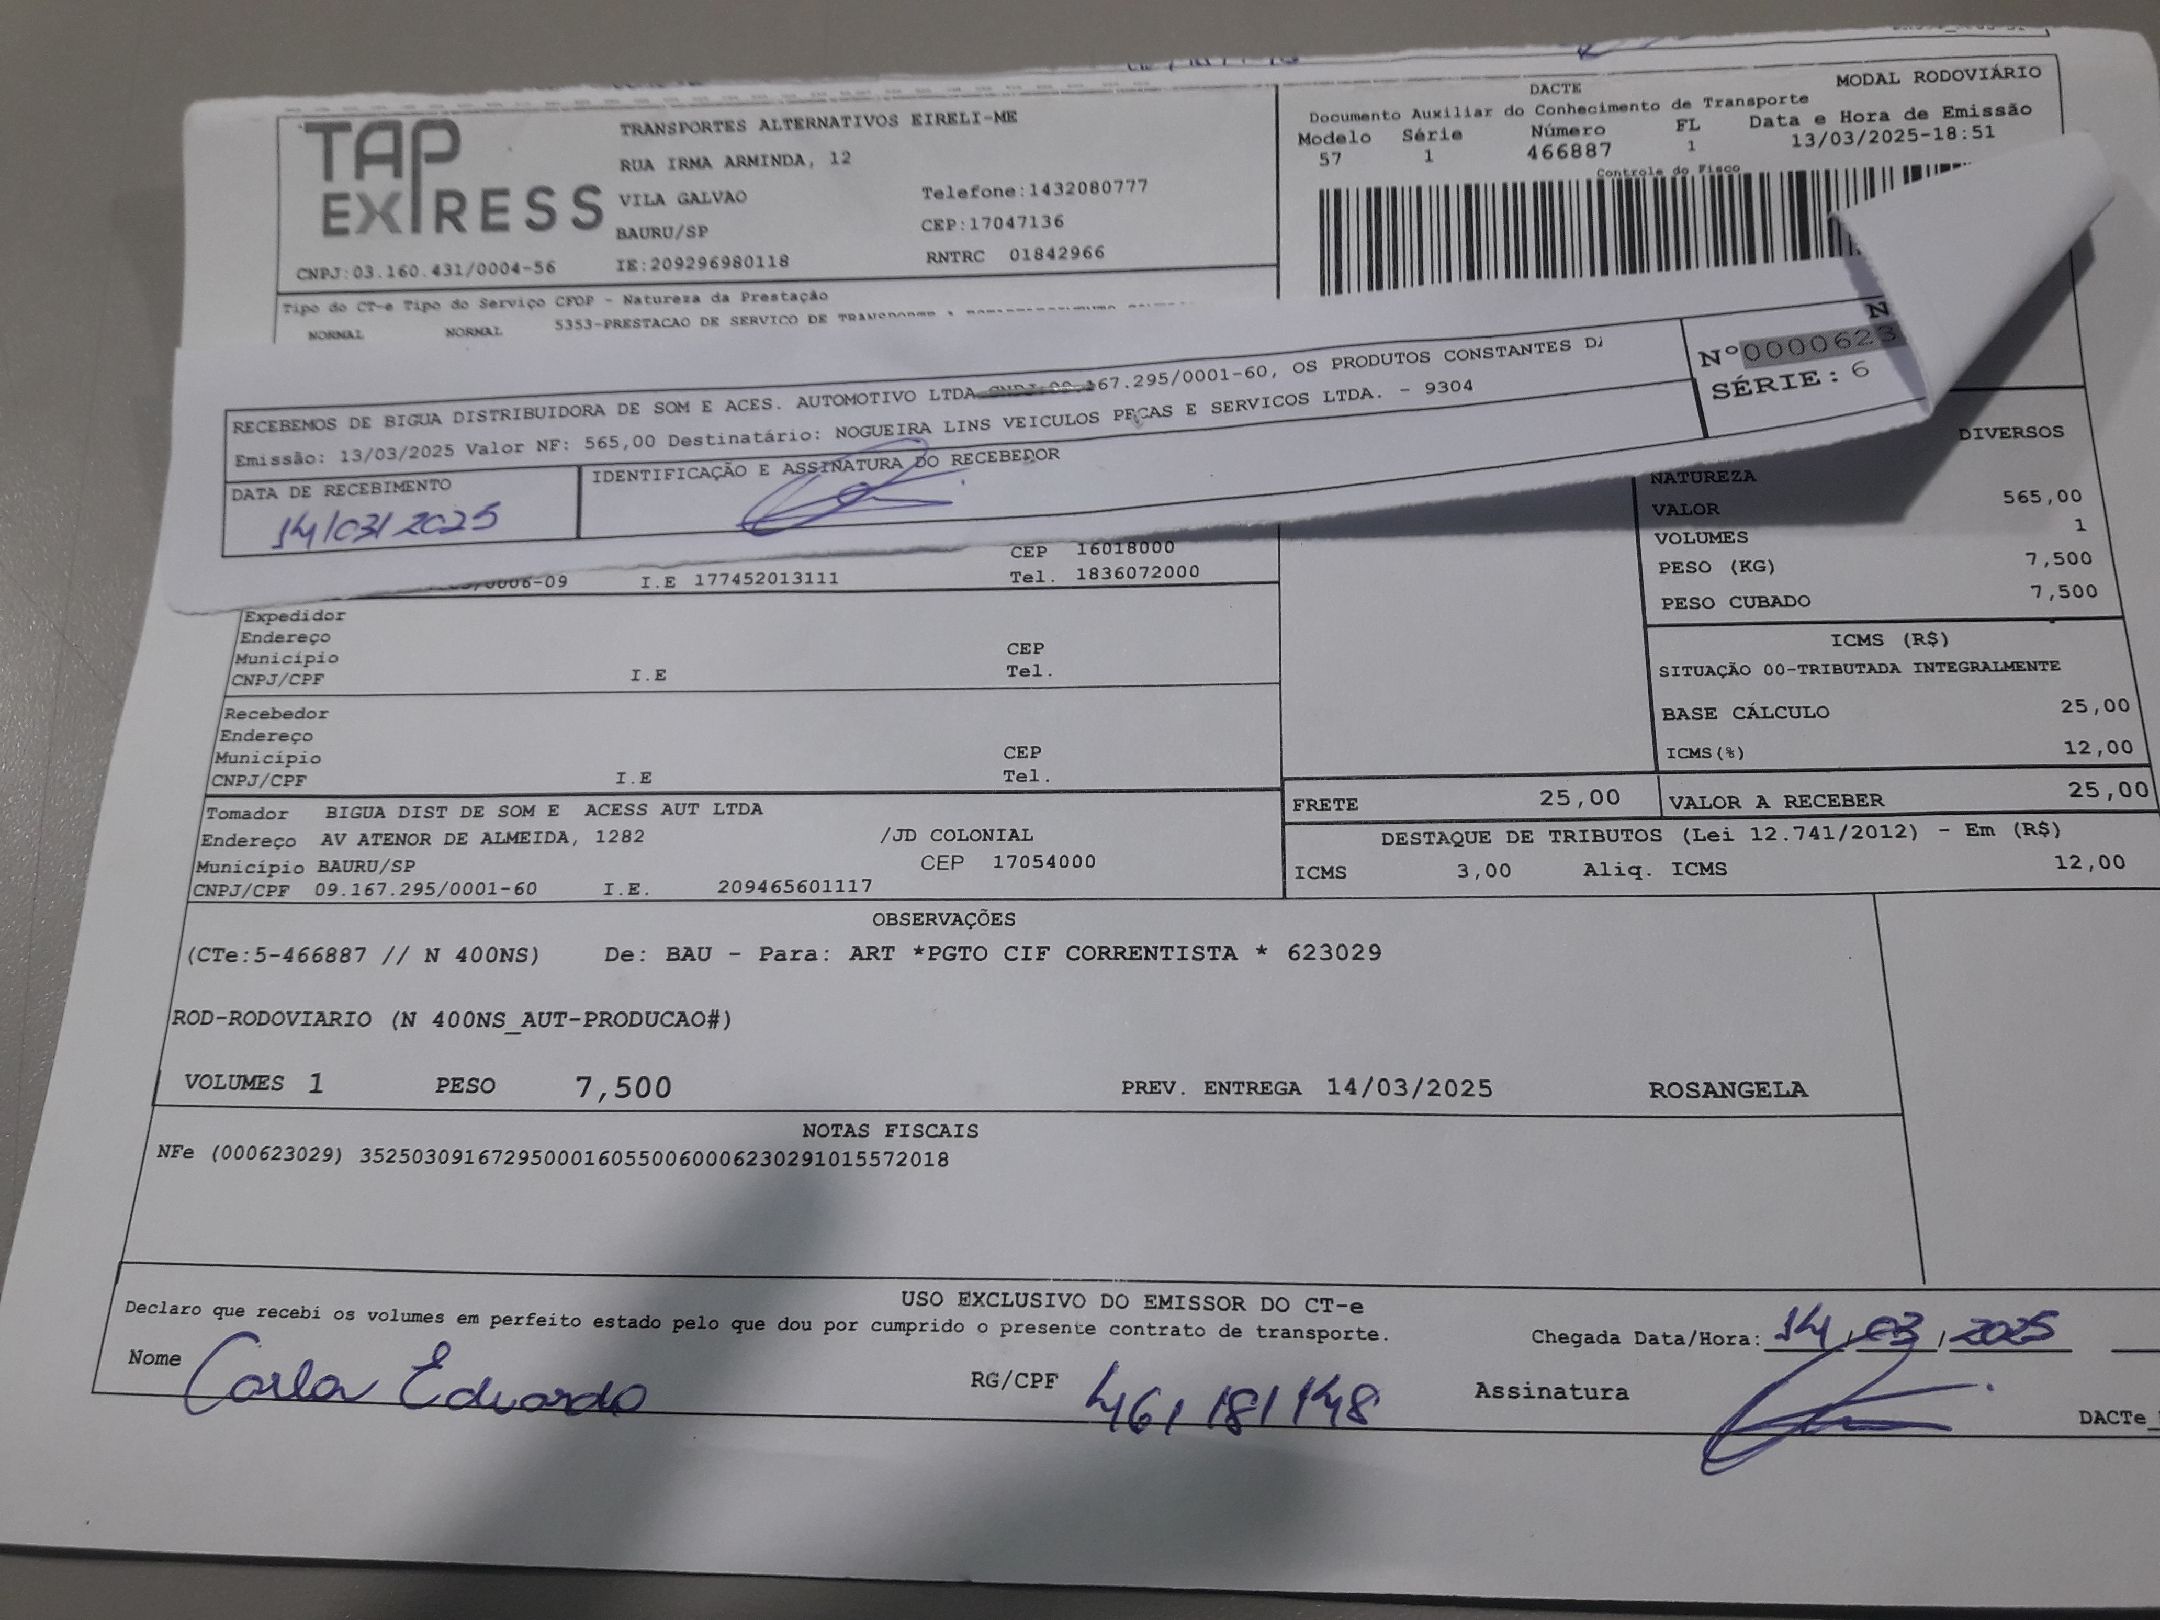 TAP
EXPRESS
TRANSPORTES ALTERNATIVOS EIRELI-ME
RUA IRMA ARMINDA, 12
VILA GALVAO
Telefone:1432080777
BAURU/SP
CEP:17047136
CNPJ:03.160.431/0004-56
IE:209296980118
RNTRC 01842966
DACTE
MODAL RODOVIÁRIO
Documento Auxiliar do Conhecimento de Transporte
Modelo Série Número FL Data e Hora de Emissão
57 1 466887 1 13/03/2025-18:51
Controle do Fisco
Tipo do CT-e Tipo do Serviço CFOP - Natureza da Prestação
NORMAL NORMAL 5353-PRESTACAO DE SERVICO DE TRANSPORTE
RECEBEMOS DE BIGUA DISTRIBUIDORA DE SOM E ACES. AUTOMOTIVO LTDA 67.295/0001-60, OS PRODUTOS CONSTANTES
Emissão: 13/03/2025 Valor NF: 565,00 Destinatário: NOGUEIRA LINS VEICULOS PEÇAS E SERVICOS LTDA. - 9304
Nº0000623
SÉRIE: 6
DATA DE RECEBIMENTO
14/03/2025
IDENTIFICAÇÃO E ASSINATURA DO RECEBEDOR
DIVERSOS
NATUREZA
VALOR 565,00
VOLUMES 1
PESO (KG) 7,500
PESO CUBADO 7,500
CEP 16018000
/0006-09 I.E 177452013111 Tel. 1836072000
Expedidor
Endereço
Município CEP
CNPJ/CPF I.E Tel.
ICMS (R$)
SITUAÇÃO 00-TRIBUTADA INTEGRALMENTE
BASE CÁLCULO 25,00
ICMS(%) 12,00
Recebedor
Endereço
Município CEP
CNPJ/CPF I.E Tel.
FRETE 25,00 VALOR A RECEBER 25,00
Tomador BIGUA DIST DE SOM E ACESS AUT LTDA
Endereço AV ATENOR DE ALMEIDA, 1282 /JD COLONIAL
Município BAURU/SP CEP 17054000
CNPJ/CPF 09.167.295/0001-60 I.E. 209465601117
DESTAQUE DE TRIBUTOS (Lei 12.741/2012) - Em (R$)
ICMS 3,00 Aliq. ICMS 12,00
OBSERVAÇÕES
(CTe:5-466887 // N 400NS) De: BAU - Para: ART *PGTO CIF CORRENTISTA * 623029
ROD-RODOVIARIO (N 400NS_AUT-PRODUCAO#)
VOLUMES 1 PESO 7,500 PREV. ENTREGA 14/03/2025 ROSANGELA
NOTAS FISCAIS
NFe (000623029) 35250309167295000160550060006230291015572018
USO EXCLUSIVO DO EMISSOR DO CT-e
Declaro que recebi os volumes em perfeito estado pelo que dou por cumprido o presente contrato de transporte.
Chegada Data/Hora: 14/03/2025
Nome Carla Eduardo RG/CPF 461181148 Assinatura
DACTe_